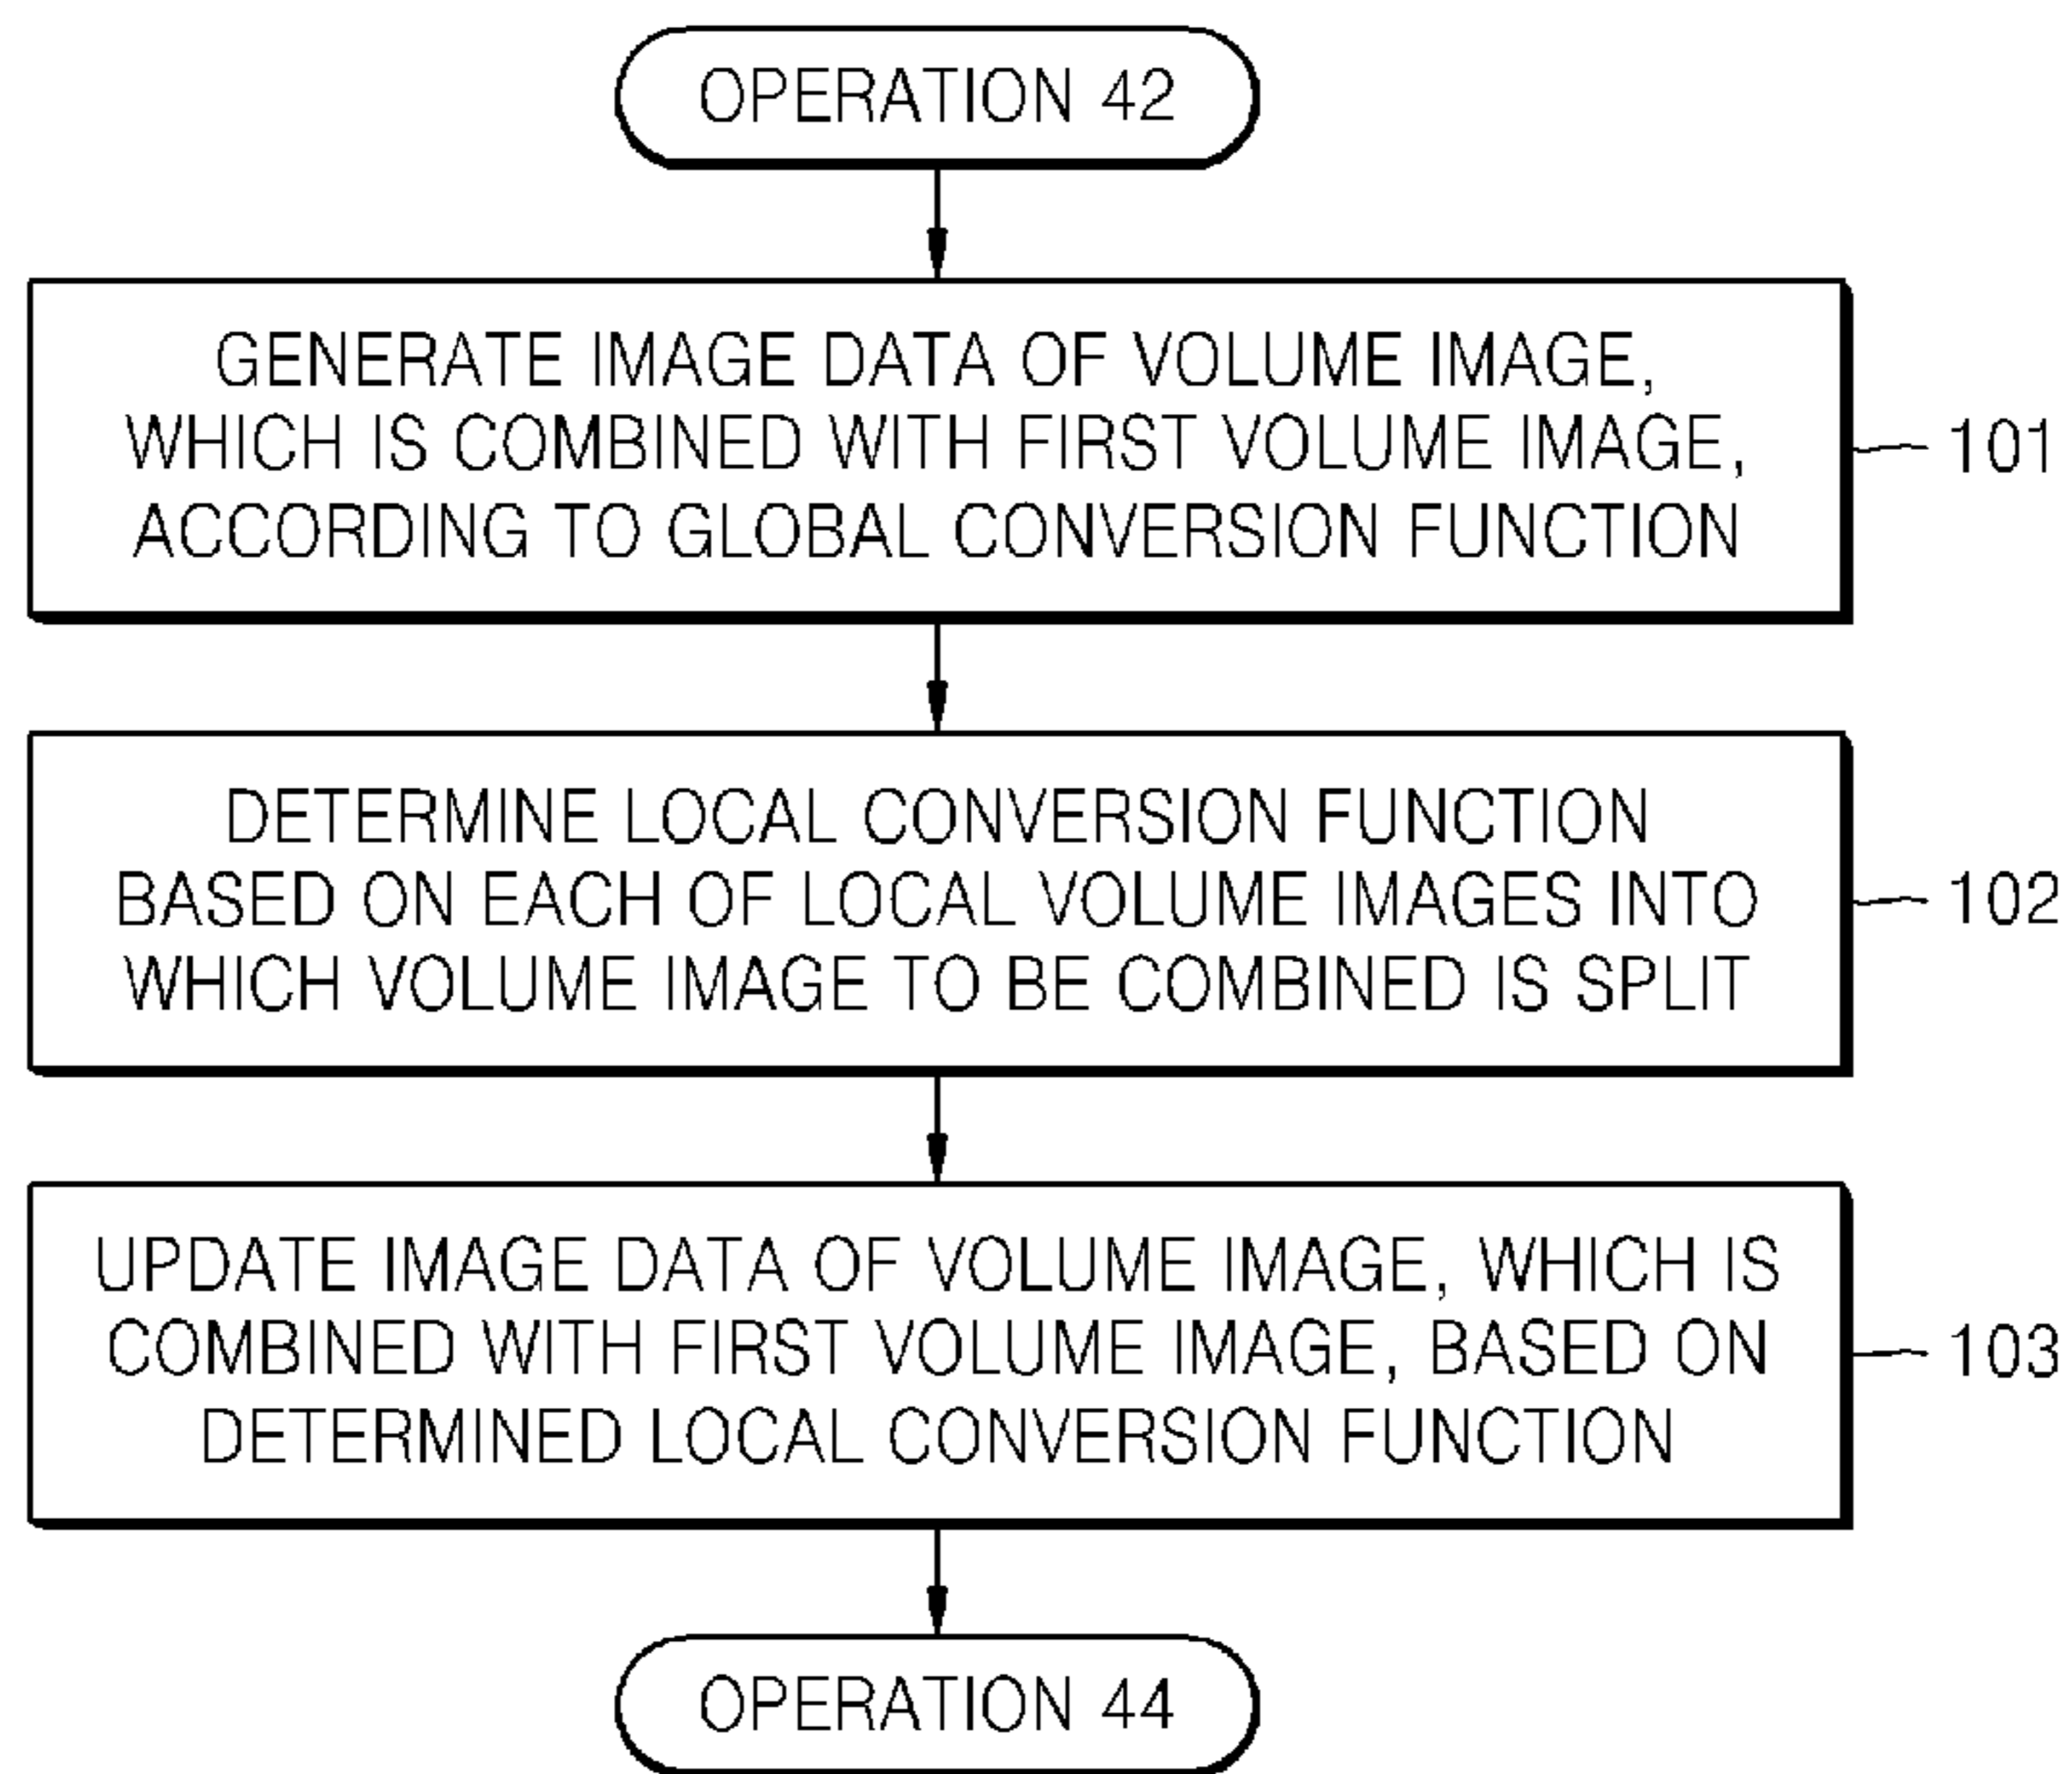 OPERATION 42
GENERATE IMAGE DATA OF VOLUME IMAGE,
WHICH IS COMBINED WITH FIRST VOLUME IMAGE,
ACCORDING TO GLOBAL CONVERSION FUNCTION
101
DETERMINE LOCAL CONVERSION FUNCTION
BASED ON EACH OF LOCAL VOLUME IMAGES INTO
WHICH VOLUME IMAGE TO BE COMBINED IS SPLIT
102
UPDATE IMAGE DATA OF VOLUME IMAGE, WHICH IS
COMBINED WITH FIRST VOLUME IMAGE, BASED ON
DETERMINED LOCAL CONVERSION FUNCTION
103
OPERATION 44